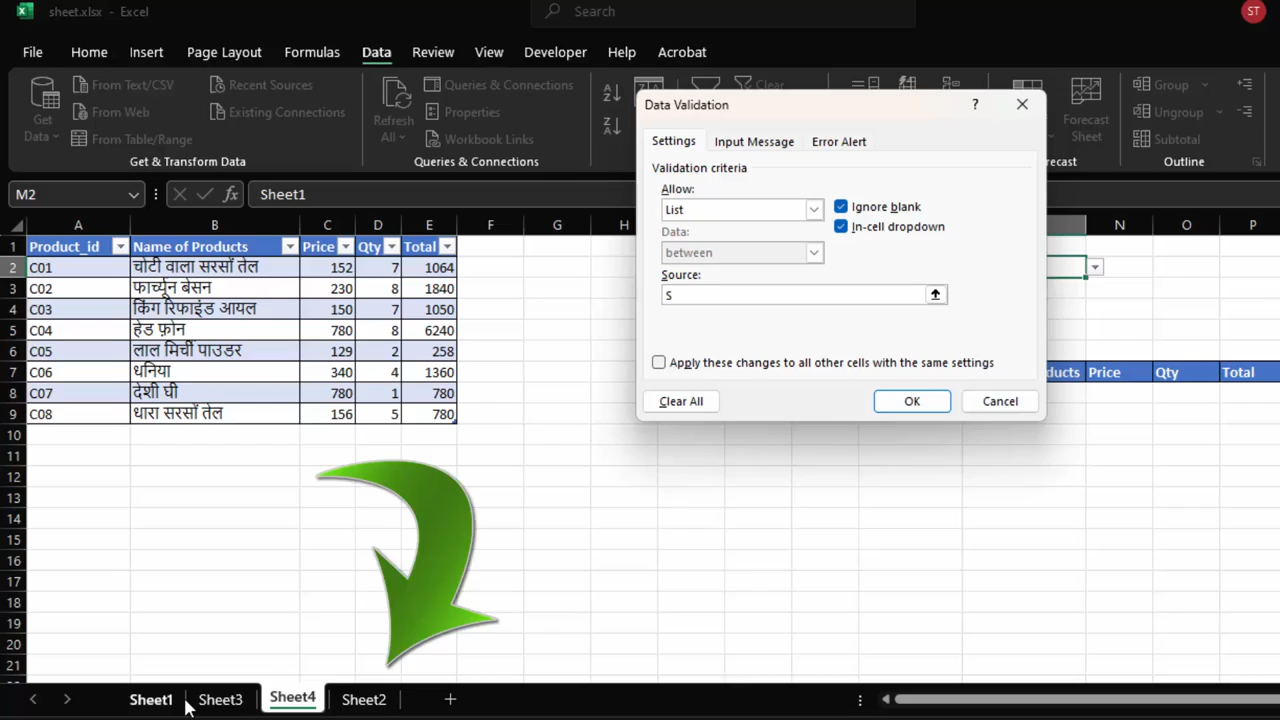 sheet.xlsx - Excel
Search
ST
File Home Insert Page Layout Formulas Data Review View Developer Help Acrobat
Get Data
From Text/CSV
From Web
From Table/Range
Recent Sources
Existing Connections
Get & Transform Data
Refresh All
Queries & Connections
Properties
Workbook Links
Queries & Connections
Clear
Forecast Sheet
Group
Ungroup
Subtotal
Outline
M2
fx
Sheet1
Data Validation
?
Settings Input Message Error Alert
Validation criteria
Allow:
List
Ignore blank
In-cell dropdown
Data:
between
Source:
S
Apply these changes to all other cells with the same settings
Clear All OK Cancel
A B C D E F G H N O P
1 Product_id Name of Products Price Qty Total
2 C01 चोटी वाला सरसों तेल 152 7 1064
3 C02 फार्च्यून बेसन 230 8 1840
4 C03 किंग रिफाइंड आयल 150 7 1050
5 C04 हेड फ़ोन 780 8 6240
6 C05 लाल मिर्ची पाउडर 129 2 258
7 C06 धनिया 340 4 1360 Price Qty Total
8 C07 देशी घी 780 1 780
9 C08 धारा सरसों तेल 156 5 780
10
11
12
13
14
15
16
17
18
19
20
21
Sheet1 Sheet3 Sheet4 Sheet2